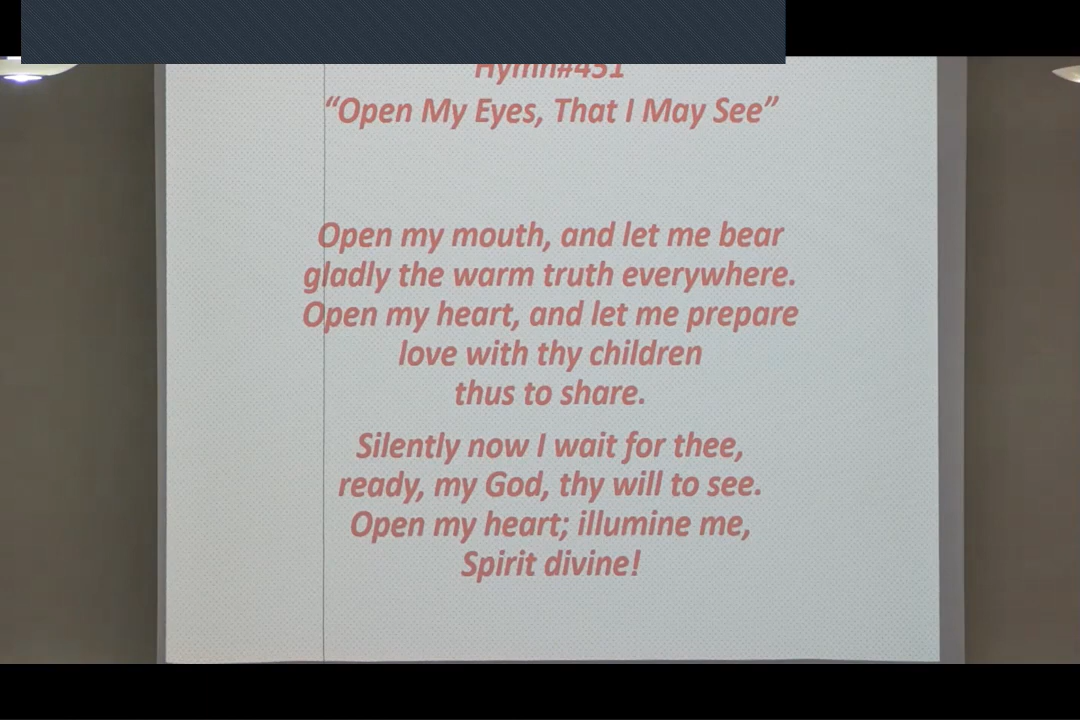 Hymn#451
“Open My Eyes, That I May See”
Open my mouth, and let me bear
gladly the warm truth everywhere.
Open my heart, and let me prepare
love with thy children
thus to share.
Silently now I wait for thee,
ready, my God, thy will to see.
Open my heart; illumine me,
Spirit divine!